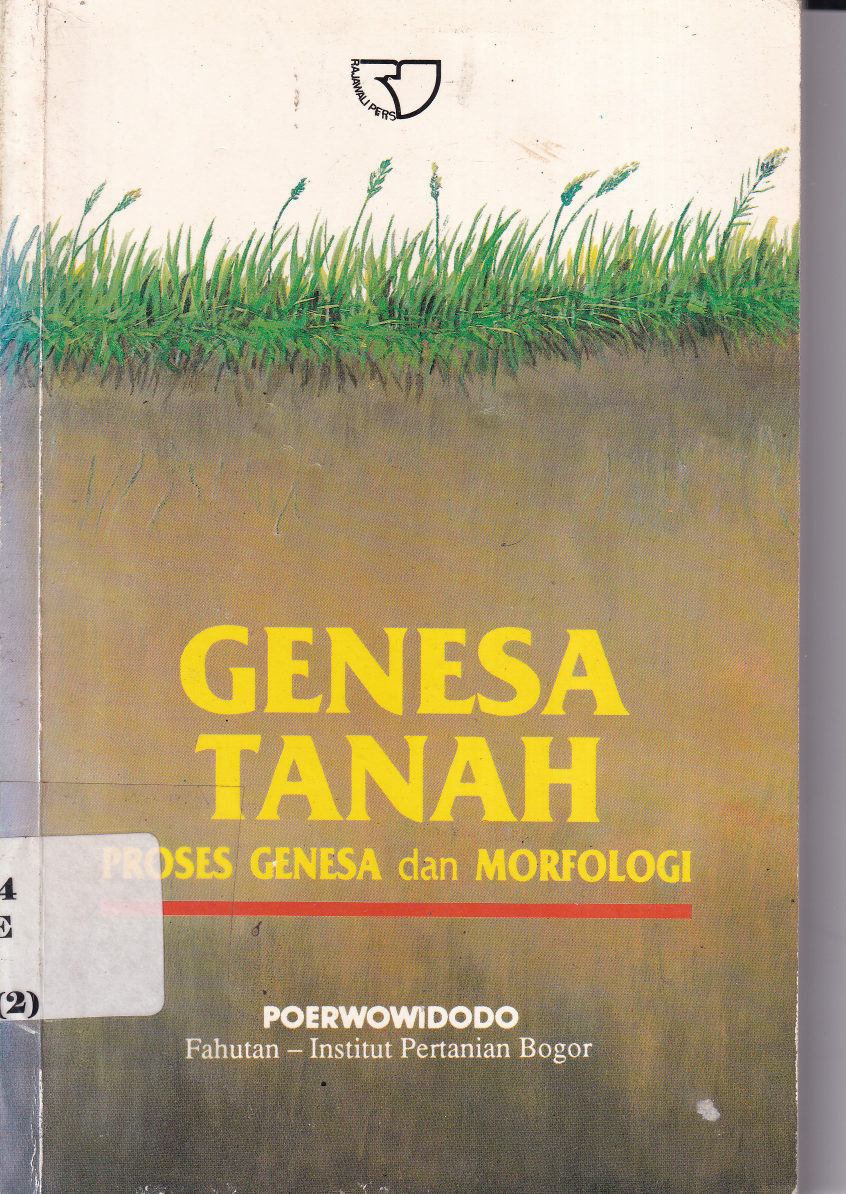 RAJAWALI PERS
GENESA
TANAH
PROSES GENESA dan MORFOLOGI
4
E
(2)
POERWOWIDODO
Fahutan – Institut Pertanian Bogor